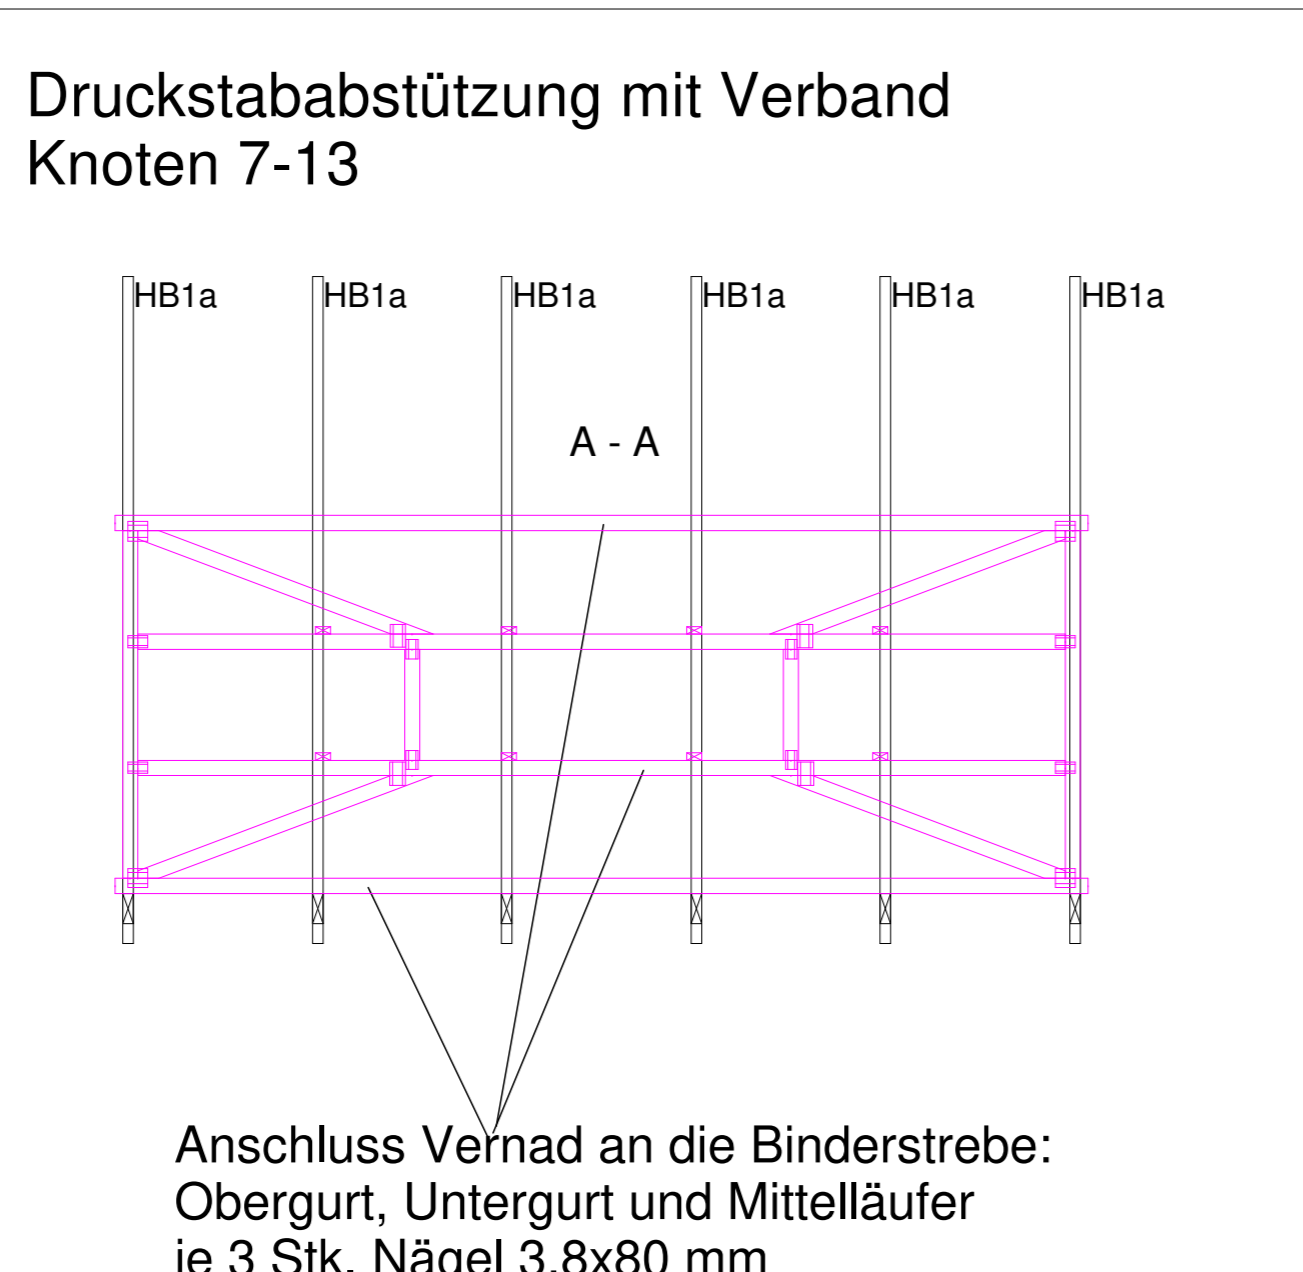 Druckstababstützung mit Verband
Knoten 7-13
HB1a HB1a HB1a HB1a HB1a HB1a
A - A
Anschluss Vernad an die Binderstrebe:
Obergurt, Untergurt und Mittelläufer
je 3 Stk. Nägel 3,8x80 mm